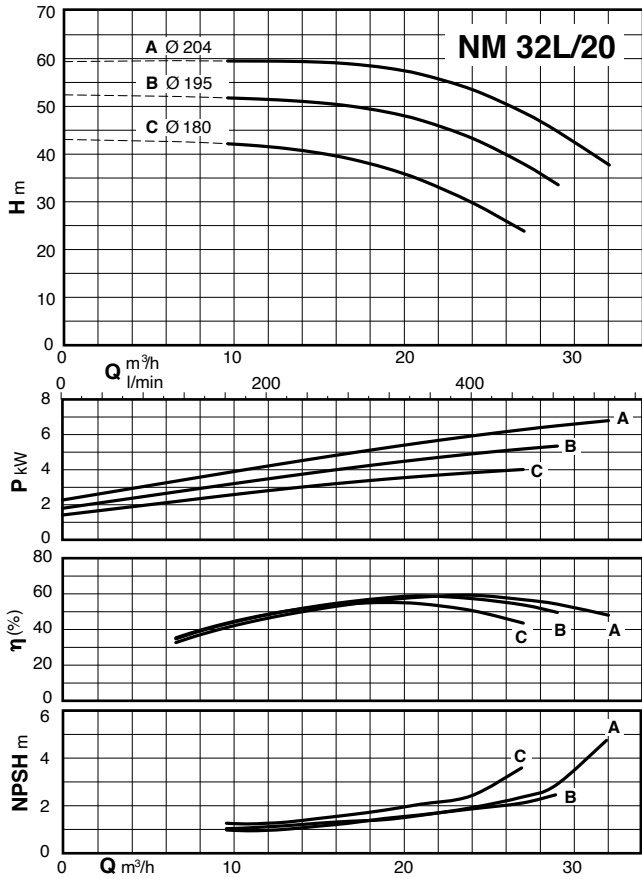 NM 32L/20
70
60
50
40
30
20
10
0
H m
A Ø 204
B Ø 195
C Ø 180
0 10 20 30
Q m³/h
l/min
0 200 400
8
6
4
2
0
P kW
A
B
C
80
60
40
20
0
η (%)
C B A
6
4
2
0
NPSH m
A
C
B
0 Q m³/h 10 20 30